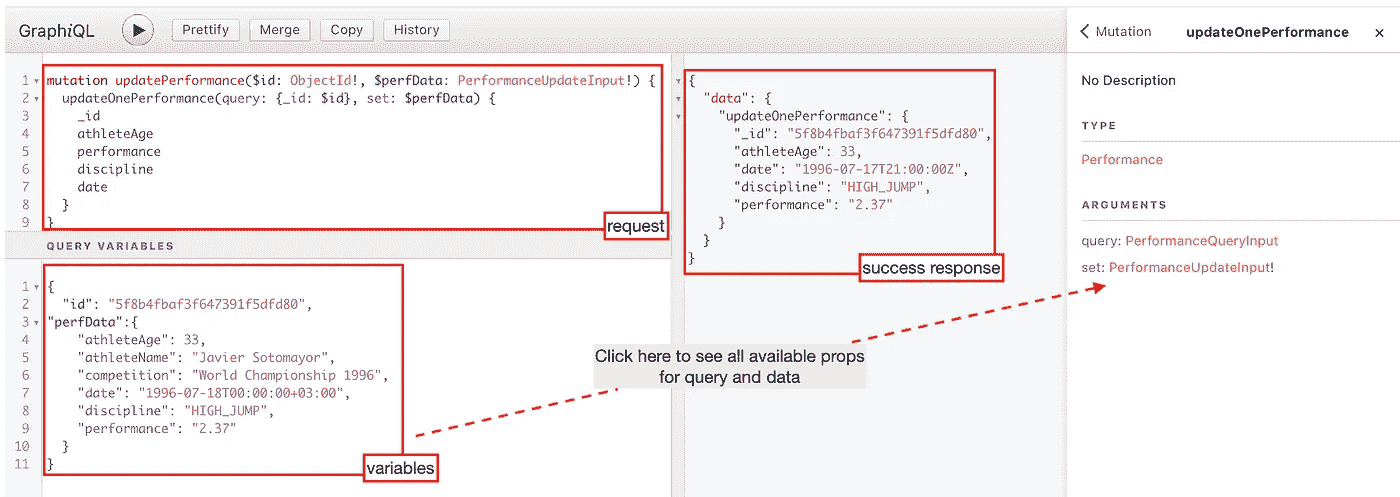 GraphiQL
Prettify
Merge
Copy
History
1 mutation updatePerformance($id: ObjectId!, $perfData: PerformanceUpdateInput!) {
2 updateOnePerformance(query: {_id: $id}, set: $perfData) {
3 _id
4 athleteAge
5 performance
6 discipline
7 date
8 }
9 }
request
QUERY VARIABLES
1 {
2 "id": "5f8b4fbaf3f647391f5dfd80",
3 "perfData":{
4 "athleteAge": 33,
5 "athleteName": "Javier Sotomayor",
6 "competition": "World Championship 1996",
7 "date": "1996-07-18T00:00:00+03:00",
8 "discipline": "HIGH_JUMP",
9 "performance": "2.37"
10 }
11 }
variables
{
"data": {
"updateOnePerformance": {
"_id": "5f8b4fbaf3f647391f5dfd80",
"athleteAge": 33,
"date": "1996-07-17T21:00:00Z",
"discipline": "HIGH_JUMP",
"performance": "2.37"
}
}
}
success response
Click here to see all available props
for query and data
Mutation
updateOnePerformance
No Description
TYPE
Performance
ARGUMENTS
query: PerformanceQueryInput
set: PerformanceUpdateInput!